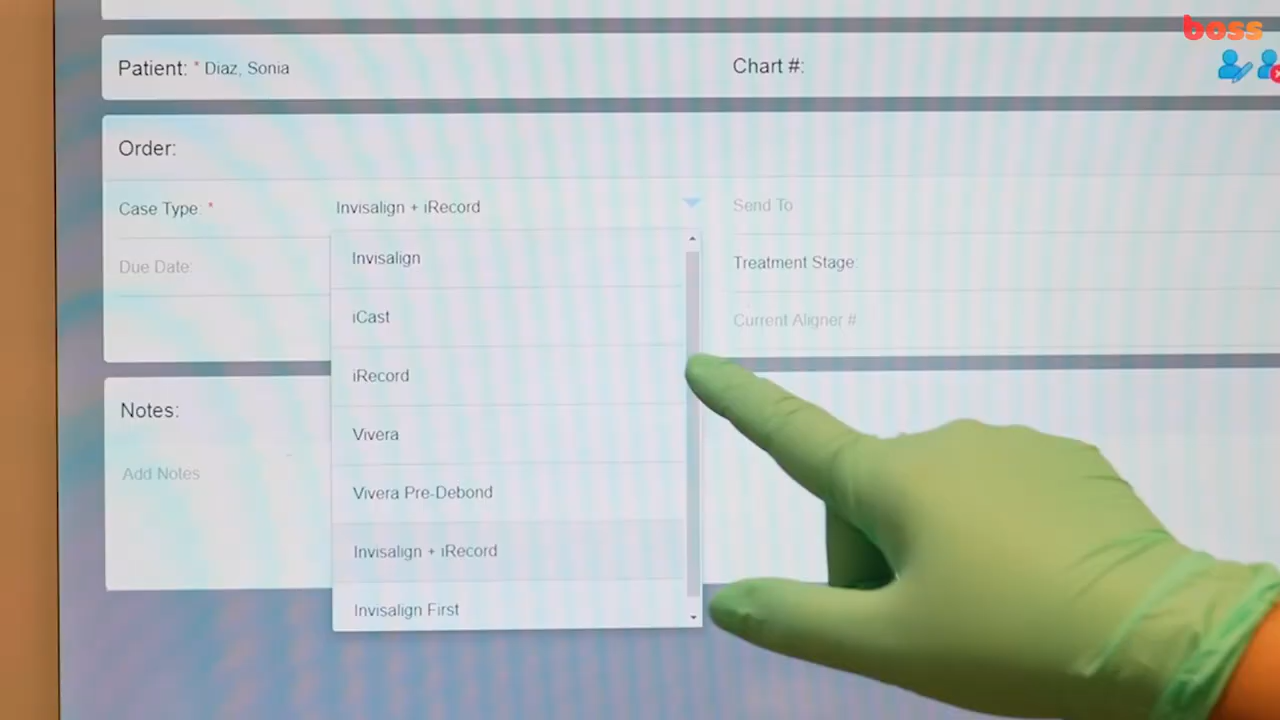 boss
Patient: * Diaz, Sonia
Chart #:
Order:
Case Type: *
Invisalign + iRecord
Send To
Due Date:
Treatment Stage:
Current Aligner #
Invisalign
iCast
iRecord
Vivera
Vivera Pre-Debond
Invisalign + iRecord
Invisalign First
Notes:
Add Notes